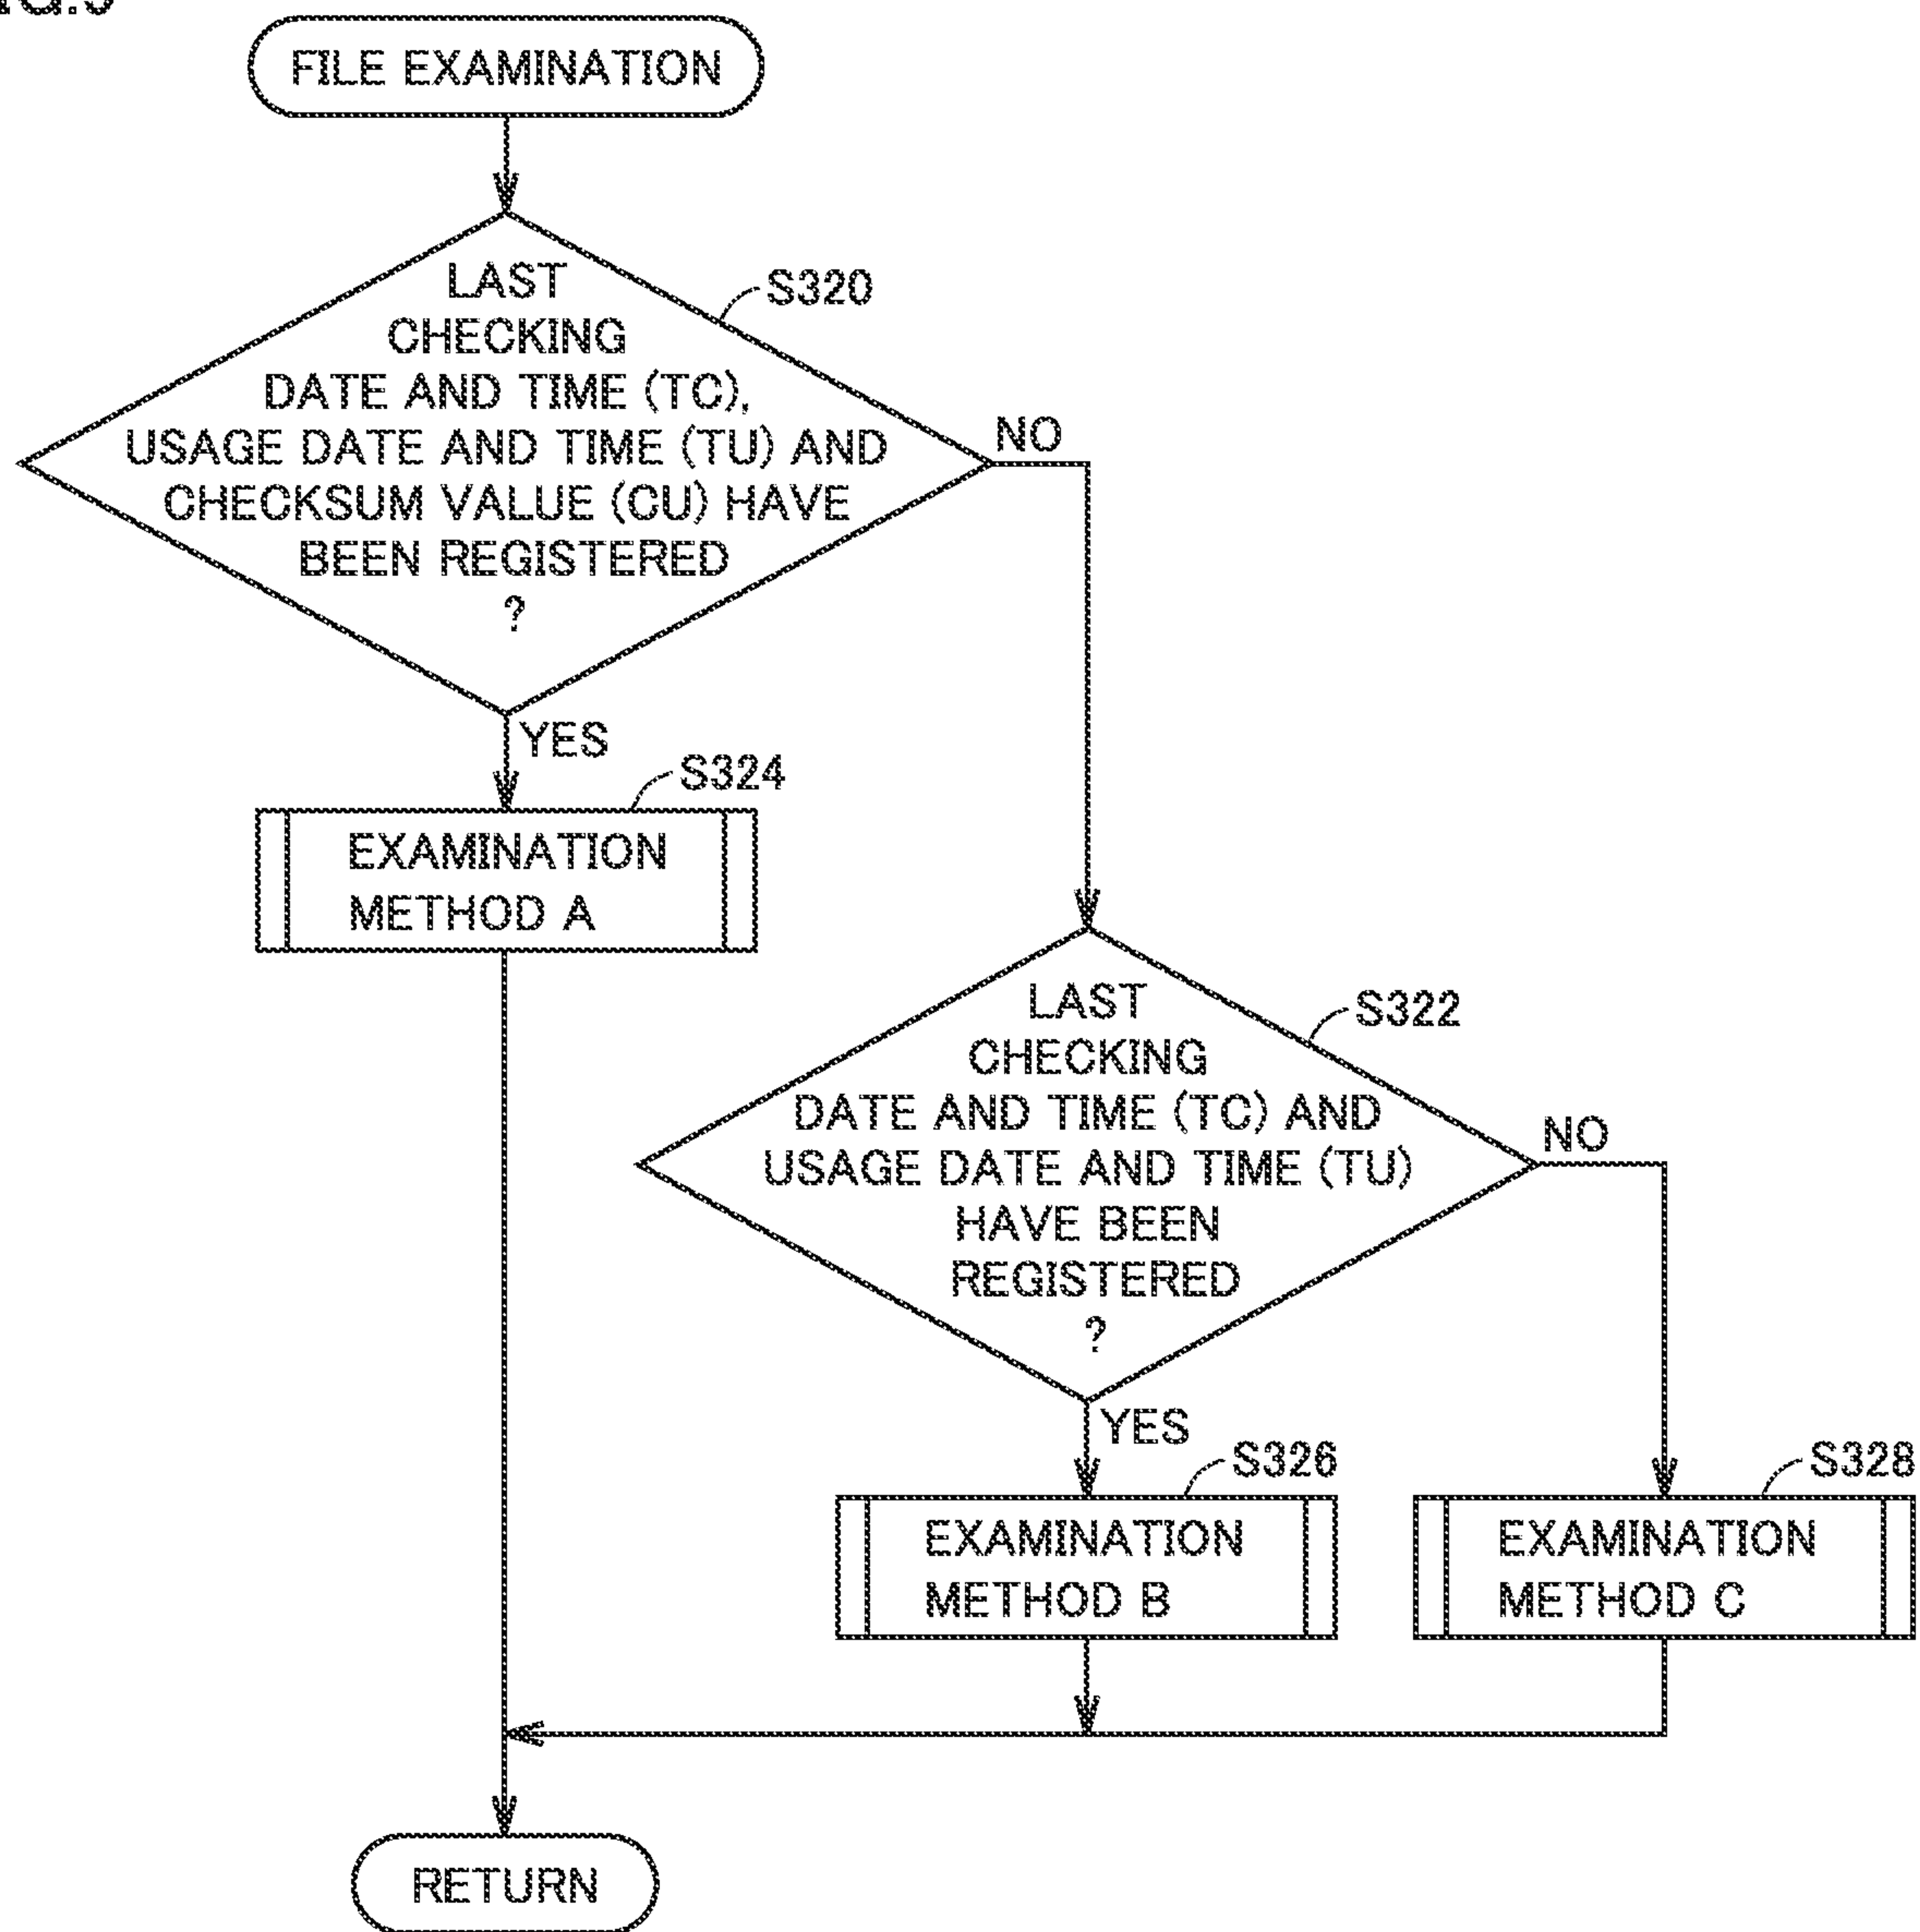 FILE EXAMINATION
LAST
CHECKING
DATE AND TIME (TC),
USAGE DATE AND TIME (TU) AND
CHECKSUM VALUE (CU) HAVE
BEEN REGISTERED
?
S320
NO
YES
S324
EXAMINATION
METHOD A
LAST
CHECKING
DATE AND TIME (TC) AND
USAGE DATE AND TIME (TU)
HAVE BEEN
REGISTERED
?
S322
NO
YES
S326
EXAMINATION
METHOD B
S328
EXAMINATION
METHOD C
RETURN